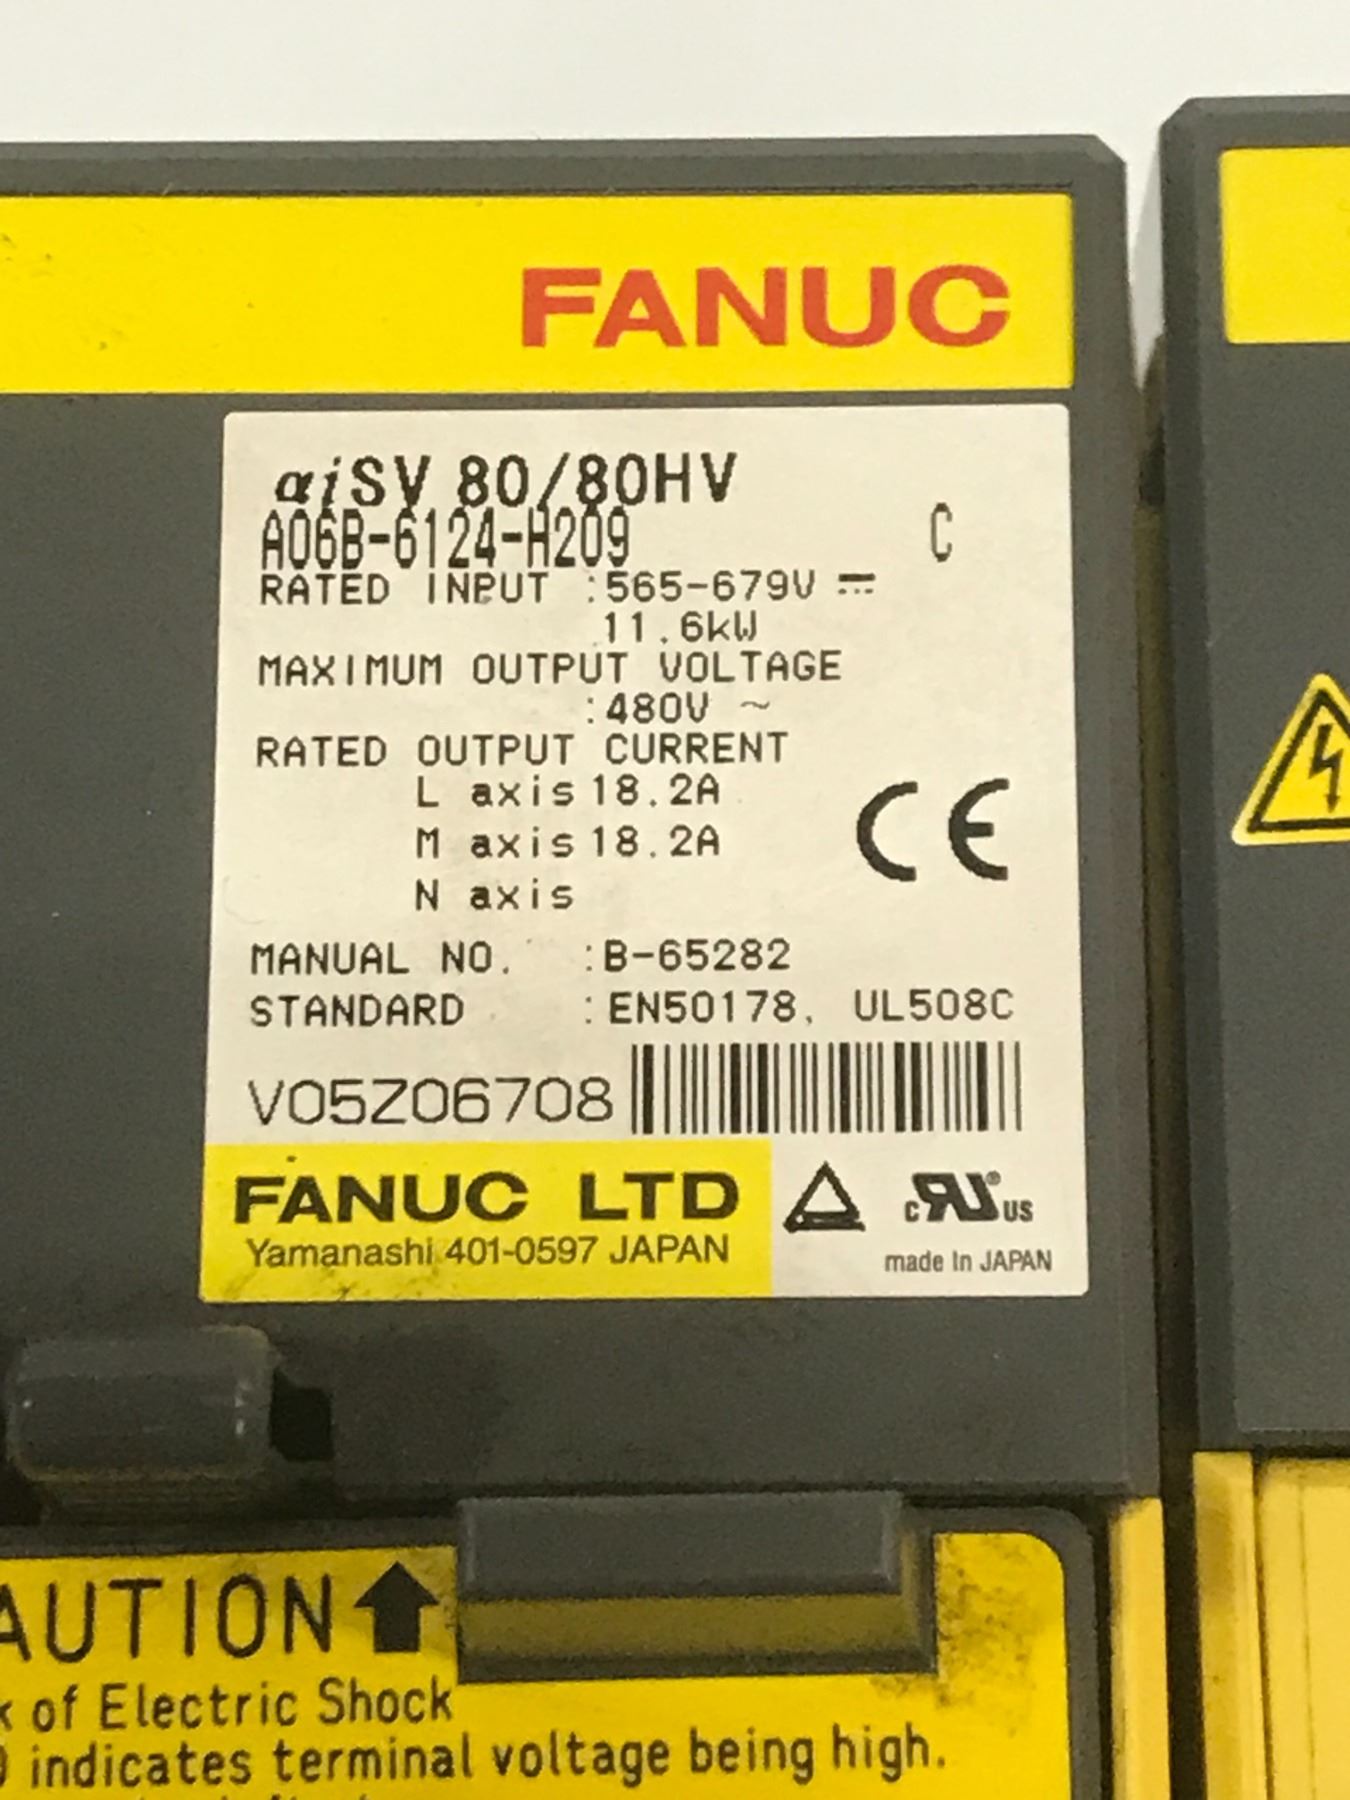 FANUC
αiSV 80/80HV
A06B-6124-H209 C
RATED INPUT :565-679V ⎓
11.6kW
MAXIMUM OUTPUT VOLTAGE
:480V ~
RATED OUTPUT CURRENT
L axis 18.2A
M axis 18.2A
N axis
CE
MANUAL NO. :B-65282
STANDARD :EN50178, UL508C
V05Z06708
FANUC LTD
Yamanashi 401-0597 JAPAN
c RU US
made In JAPAN
AUTION
of Electric Shock
indicates terminal voltage being high.